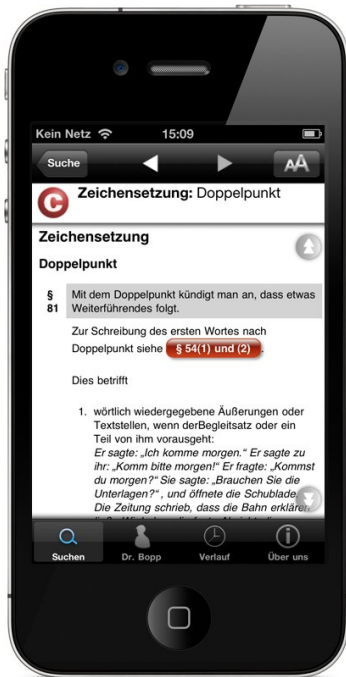 Kein Netz 15:09
Suche AA
C Zeichensetzung: Doppelpunkt
Zeichensetzung
Doppelpunkt
§ 81 Mit dem Doppelpunkt kündigt man an, dass etwas
Weiterführendes folgt.
Zur Schreibung des ersten Wortes nach
Doppelpunkt siehe § 54(1) und (2) .
Dies betrifft
1. wörtlich wiedergegebene Äußerungen oder
Textstellen, wenn derBegleitsatz oder ein
Teil von ihm vorausgeht:
Er sagte: „Ich komme morgen.“ Er sagte zu
ihr: „Komm bitte morgen!“ Er fragte: „Kommst
du morgen?“ Sie sagte: „Brauchen Sie die
Unterlagen?“ , und öffnete die Schublade.
Die Zeitung schrieb, dass die Bahn erklären
Suchen Dr. Bopp Verlauf Über uns